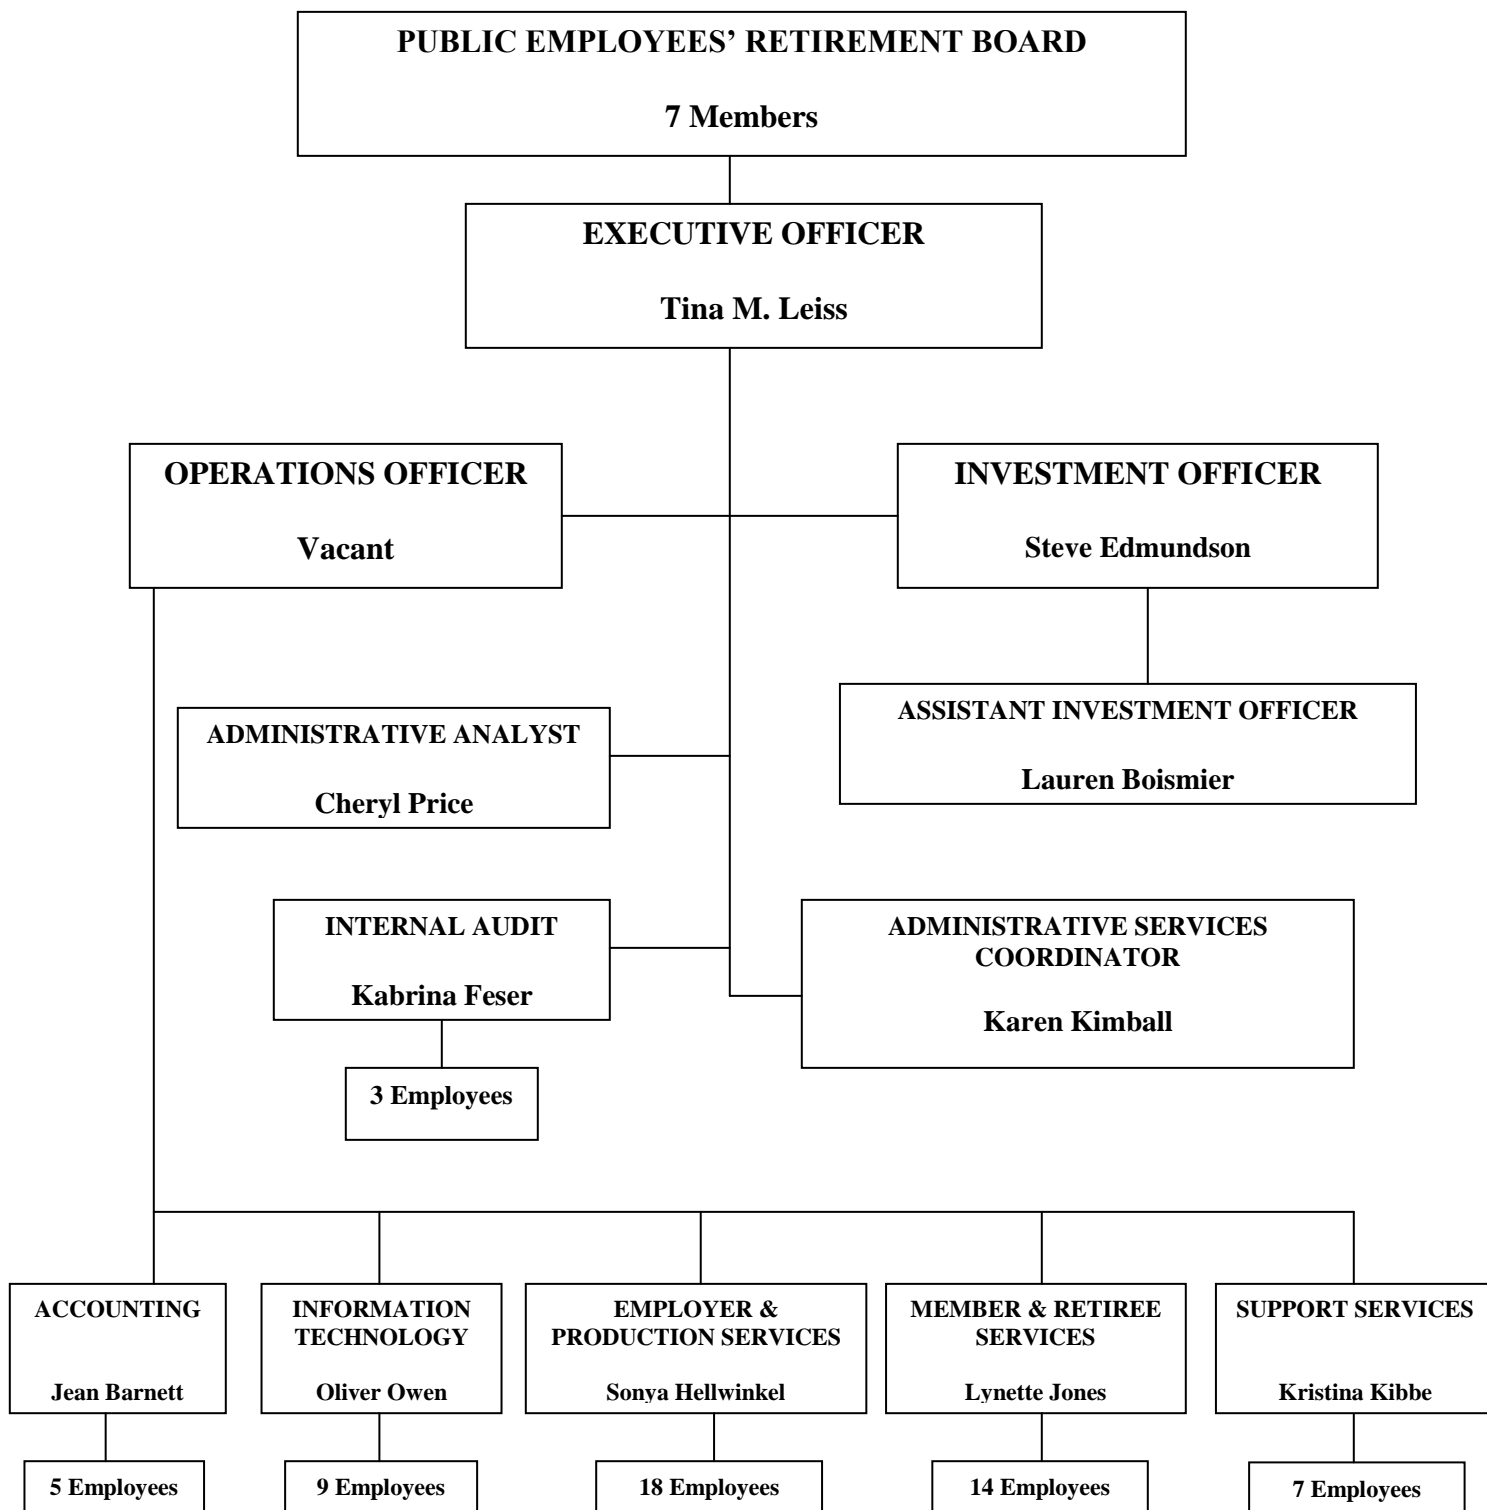 PUBLIC EMPLOYEES’ RETIREMENT BOARD
7 Members
EXECUTIVE OFFICER
Tina M. Leiss
OPERATIONS OFFICER
Vacant
INVESTMENT OFFICER
Steve Edmundson
ASSISTANT INVESTMENT OFFICER
Lauren Boismier
ADMINISTRATIVE ANALYST
Cheryl Price
INTERNAL AUDIT
Kabrina Feser
3 Employees
ADMINISTRATIVE SERVICES
COORDINATOR
Karen Kimball
ACCOUNTING
Jean Barnett
5 Employees
INFORMATION
TECHNOLOGY
Oliver Owen
9 Employees
EMPLOYER &
PRODUCTION SERVICES
Sonya Hellwinkel
18 Employees
MEMBER & RETIREE
SERVICES
Lynette Jones
14 Employees
SUPPORT SERVICES
Kristina Kibbe
7 Employees